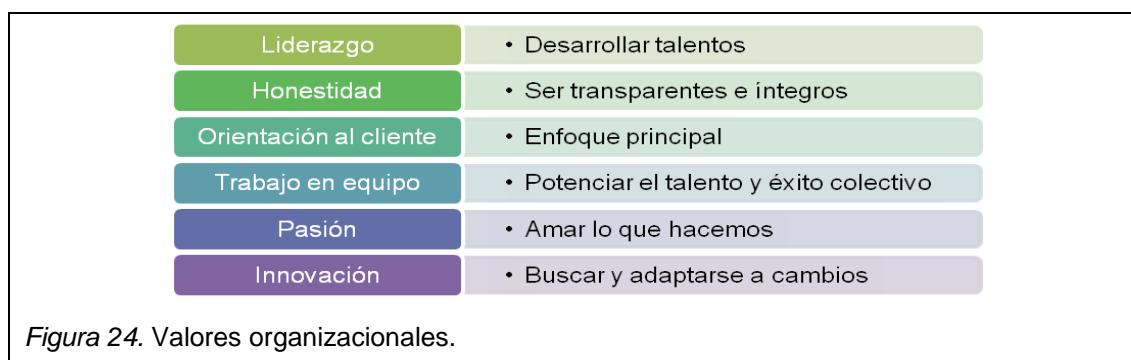 Liderazgo • Desarrollar talentos
Honestidad • Ser transparentes e íntegros
Orientación al cliente • Enfoque principal
Trabajo en equipo • Potenciar el talento y éxito colectivo
Pasión • Amar lo que hacemos
Innovación • Buscar y adaptarse a cambios
Figura 24. Valores organizacionales.